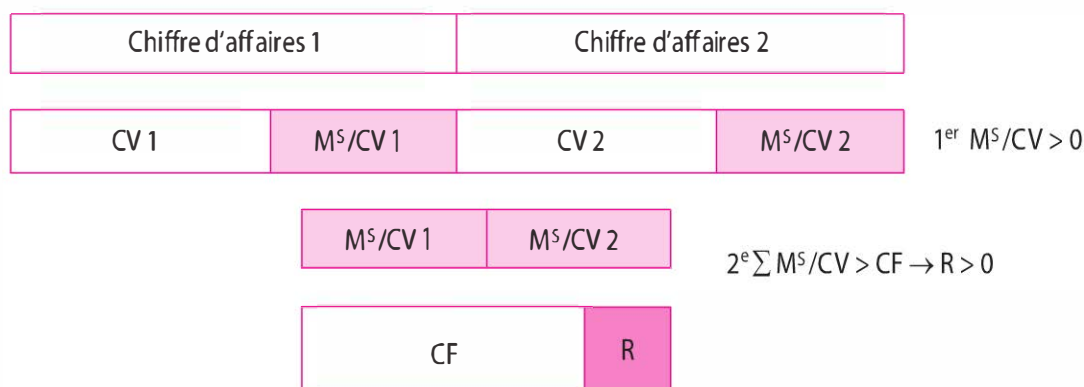 Chiffre d'affaires 1 Chiffre d'affaires 2
CV 1 Mˢ/CV 1 CV 2 Mˢ/CV 2 1ᵉʳ Mˢ/CV > 0
Mˢ/CV 1 Mˢ/CV 2
2ᵉ ∑ Mˢ/CV > CF → R > 0
CF R